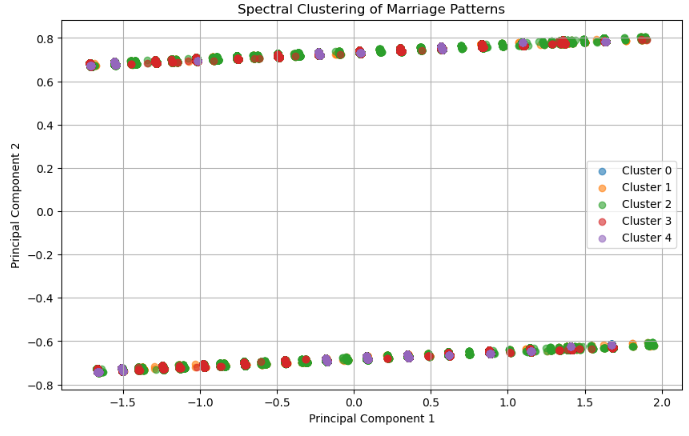 Spectral Clustering of Marriage Patterns
0.8
0.6
0.4
0.2
0.0
−0.2
−0.4
−0.6
−0.8
Principal Component 2
Cluster 0
Cluster 1
Cluster 2
Cluster 3
Cluster 4
−1.5 −1.0 −0.5 0.0 0.5 1.0 1.5 2.0
Principal Component 1